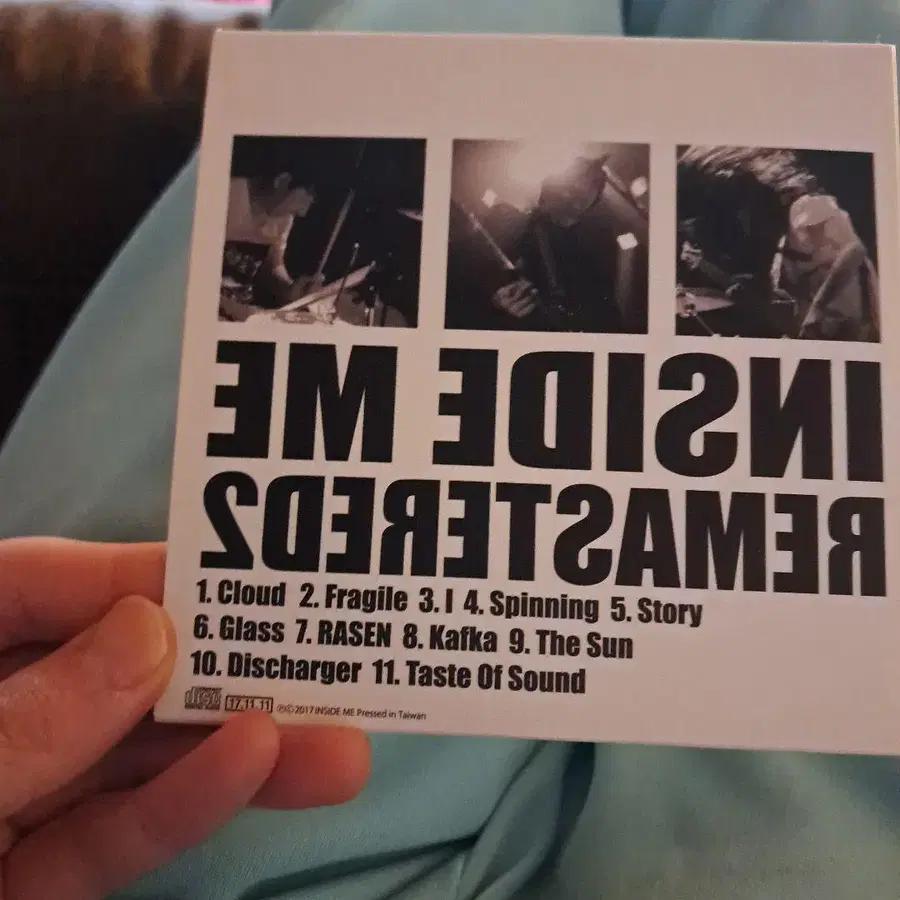 INSIDE ME
REMASTERED2
1. Cloud 2. Fragile 3. I 4. Spinning 5. Story
6. Glass 7. RASEN 8. Kafka 9. The Sun
10. Discharger 11. Taste Of Sound
disc 17.11.11 ℗©2017 INSIDE ME Pressed in Taiwan